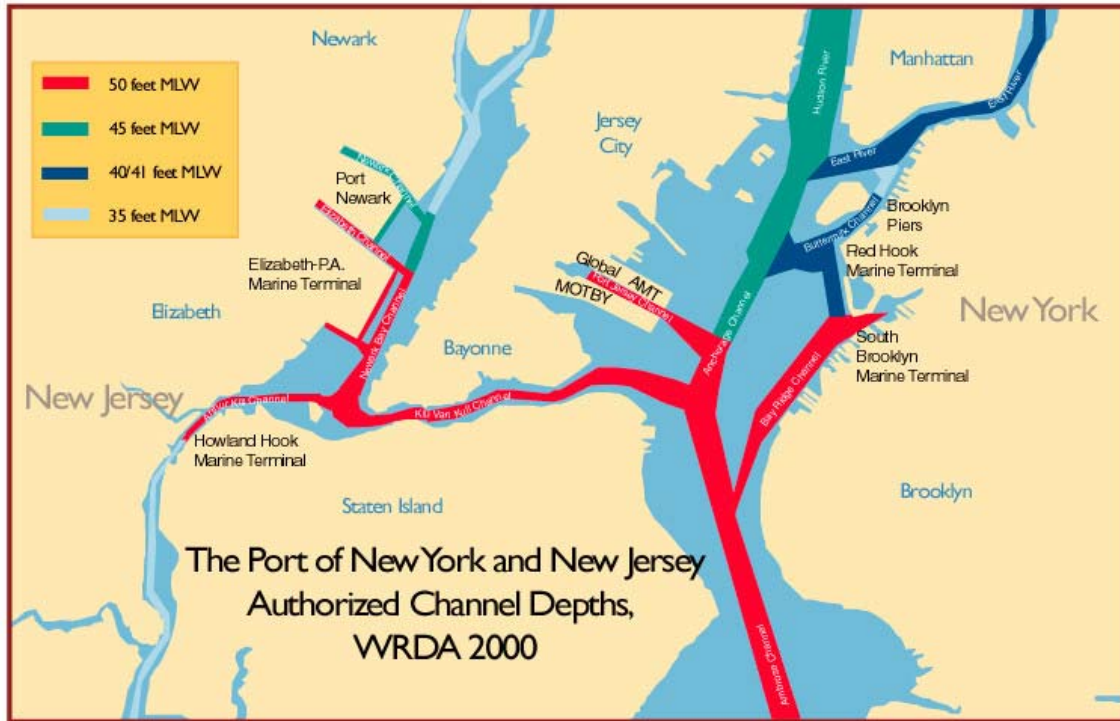 50 feet MLW
45 feet MLW
40/41 feet MLW
35 feet MLW
Newark
Manhattan
Hudson River
East River
Jersey
City
Newark Channel
Port
Newark
East River
Elizabeth Channel
Brooklyn
Piers
Buttermilk Channel
Elizabeth-P.A.
Marine Terminal
Red Hook
Marine Terminal
Global AMT
Port Jersey Channel
MOTBY
Elizabeth
New York
Newark Bay Channel
Anchorage Channel
Bayonne
South
Brooklyn
Marine Terminal
Bay Ridge Channel
New Jersey
Arthur Kill Channel
Kill Van Kull Channel
Howland Hook
Marine Terminal
Brooklyn
Staten Island
The Port of New York and New Jersey
Authorized Channel Depths,
WRDA 2000
Ambrose Channel